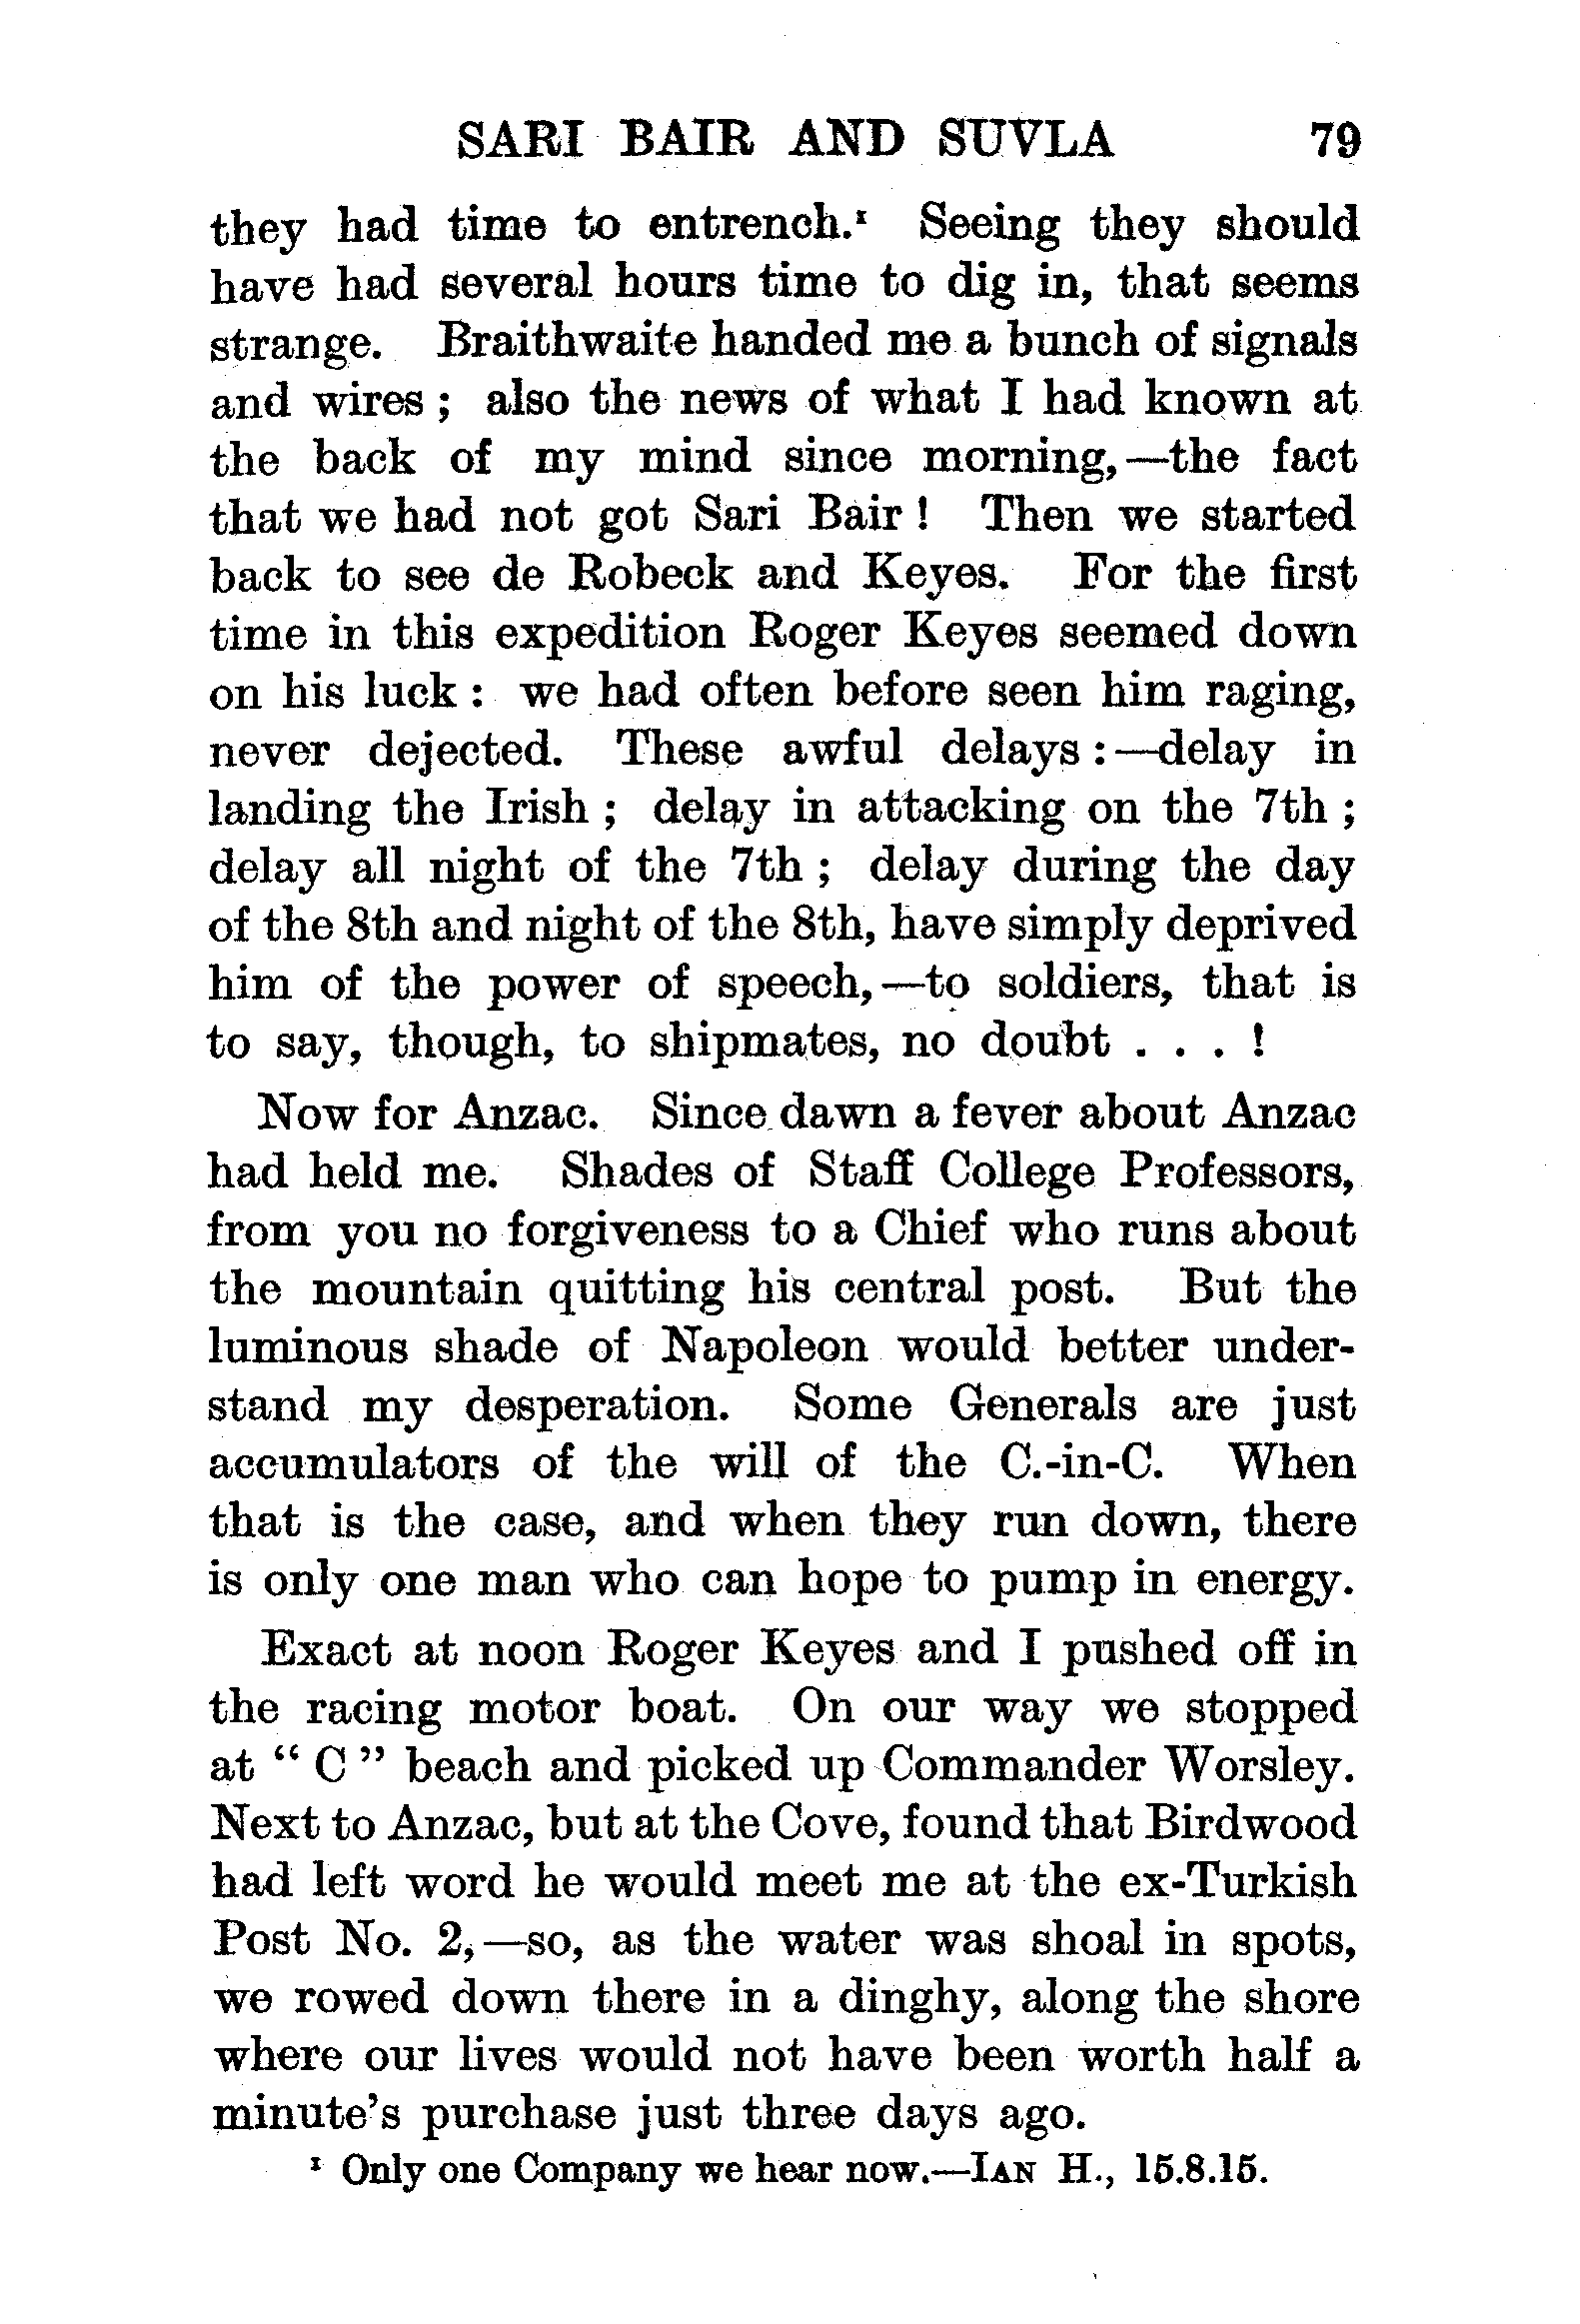 SARI BAIR AND SUVLA 79
they had time to entrench.¹ Seeing they should
have had several hours time to dig in, that seems
strange. Braithwaite handed me a bunch of signals
and wires ; also the news of what I had known at
the back of my mind since morning,—the fact
that we had not got Sari Bair ! Then we started
back to see de Robeck and Keyes. For the first
time in this expedition Roger Keyes seemed down
on his luck : we had often before seen him raging,
never dejected. These awful delays :—delay in
landing the Irish ; delay in attacking on the 7th ;
delay all night of the 7th ; delay during the day
of the 8th and night of the 8th, have simply deprived
him of the power of speech,—to soldiers, that is
to say, though, to shipmates, no doubt . . . !
Now for Anzac. Since dawn a fever about Anzac
had held me. Shades of Staff College Professors,
from you no forgiveness to a Chief who runs about
the mountain quitting his central post. But the
luminous shade of Napoleon would better under-
stand my desperation. Some Generals are just
accumulators of the will of the C.-in-C. When
that is the case, and when they run down, there
is only one man who can hope to pump in energy.
Exact at noon Roger Keyes and I pushed off in
the racing motor boat. On our way we stopped
at “ C ” beach and picked up Commander Worsley.
Next to Anzac, but at the Cove, found that Birdwood
had left word he would meet me at the ex-Turkish
Post No. 2,—so, as the water was shoal in spots,
we rowed down there in a dinghy, along the shore
where our lives would not have been worth half a
minute’s purchase just three days ago.
¹ Only one Company we hear now.—IAN H., 15.8.15.